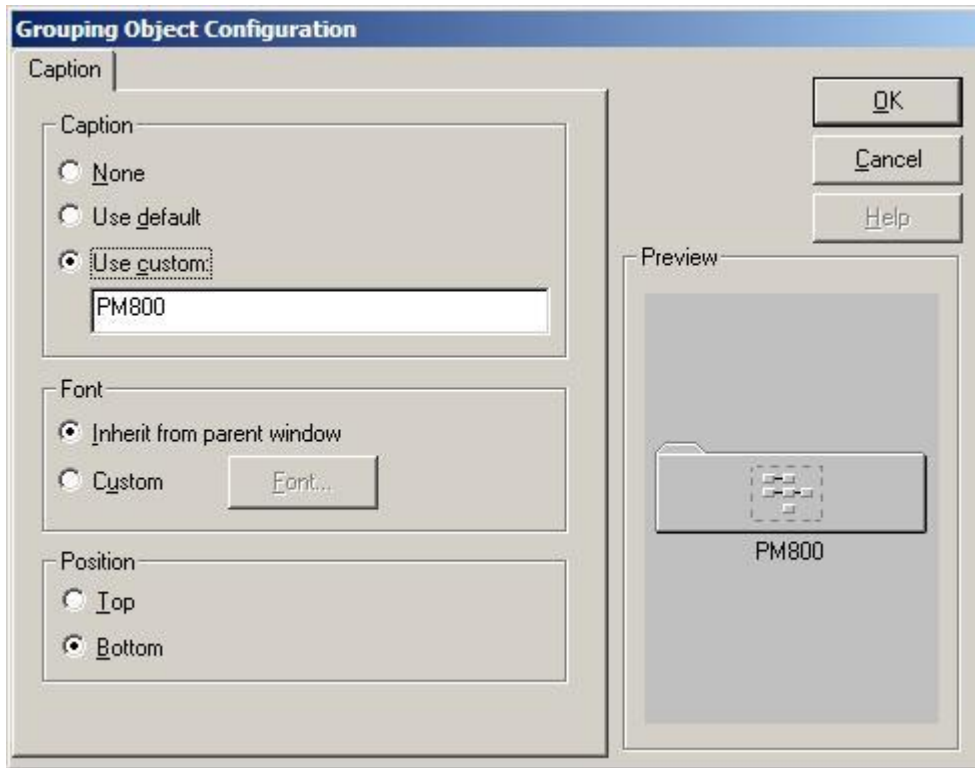 Grouping Object Configuration
Caption
Caption
None
Use default
Use custom:
PM800
Font
Inherit from parent window
Custom
Font...
Position
Top
Bottom
OK
Cancel
Help
Preview
PM800